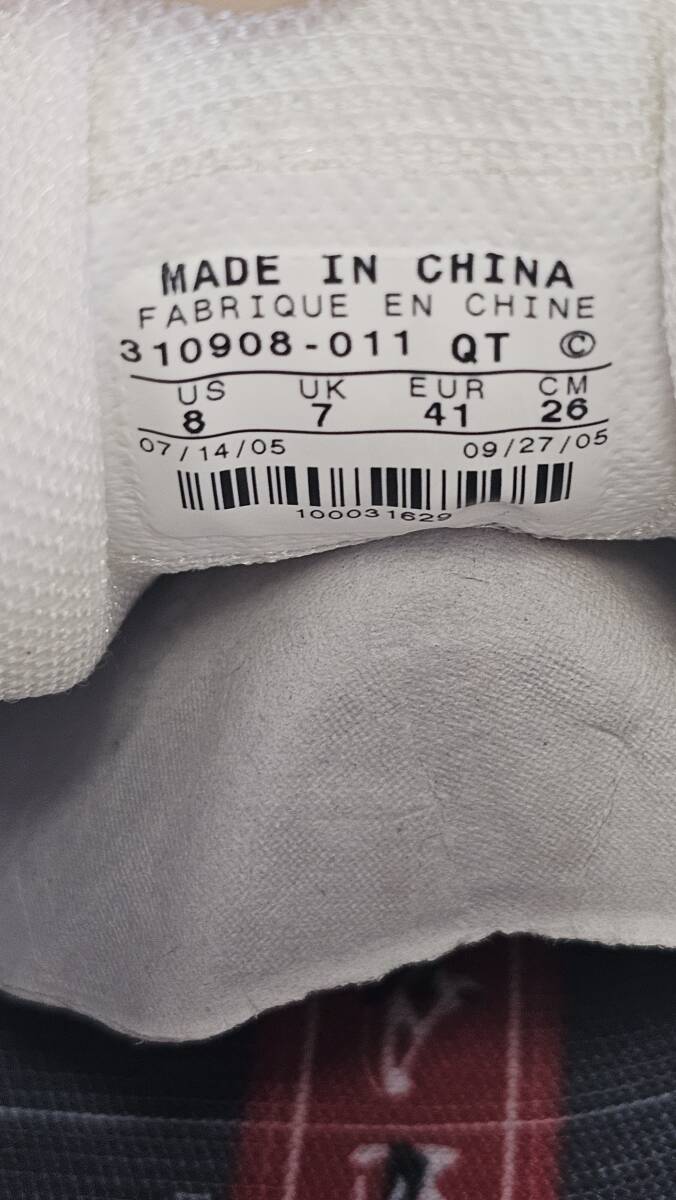 MADE IN CHINA
FABRIQUE EN CHINE
310908-011 QT ©
US UK EUR CM
8 7 41 26
07/14/05 09/27/05
100031629